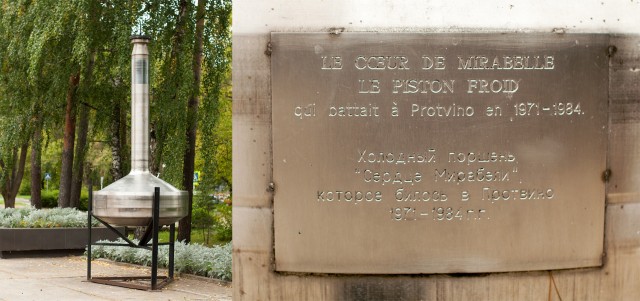 LE CŒUR DE MIRABELLE
LE PISTON FROID
qui battait à Protvino en 1971-1984.
Холодный поршень
"Сердце Мирабели",
которое билось в Протвино
1971-1984 г.г.